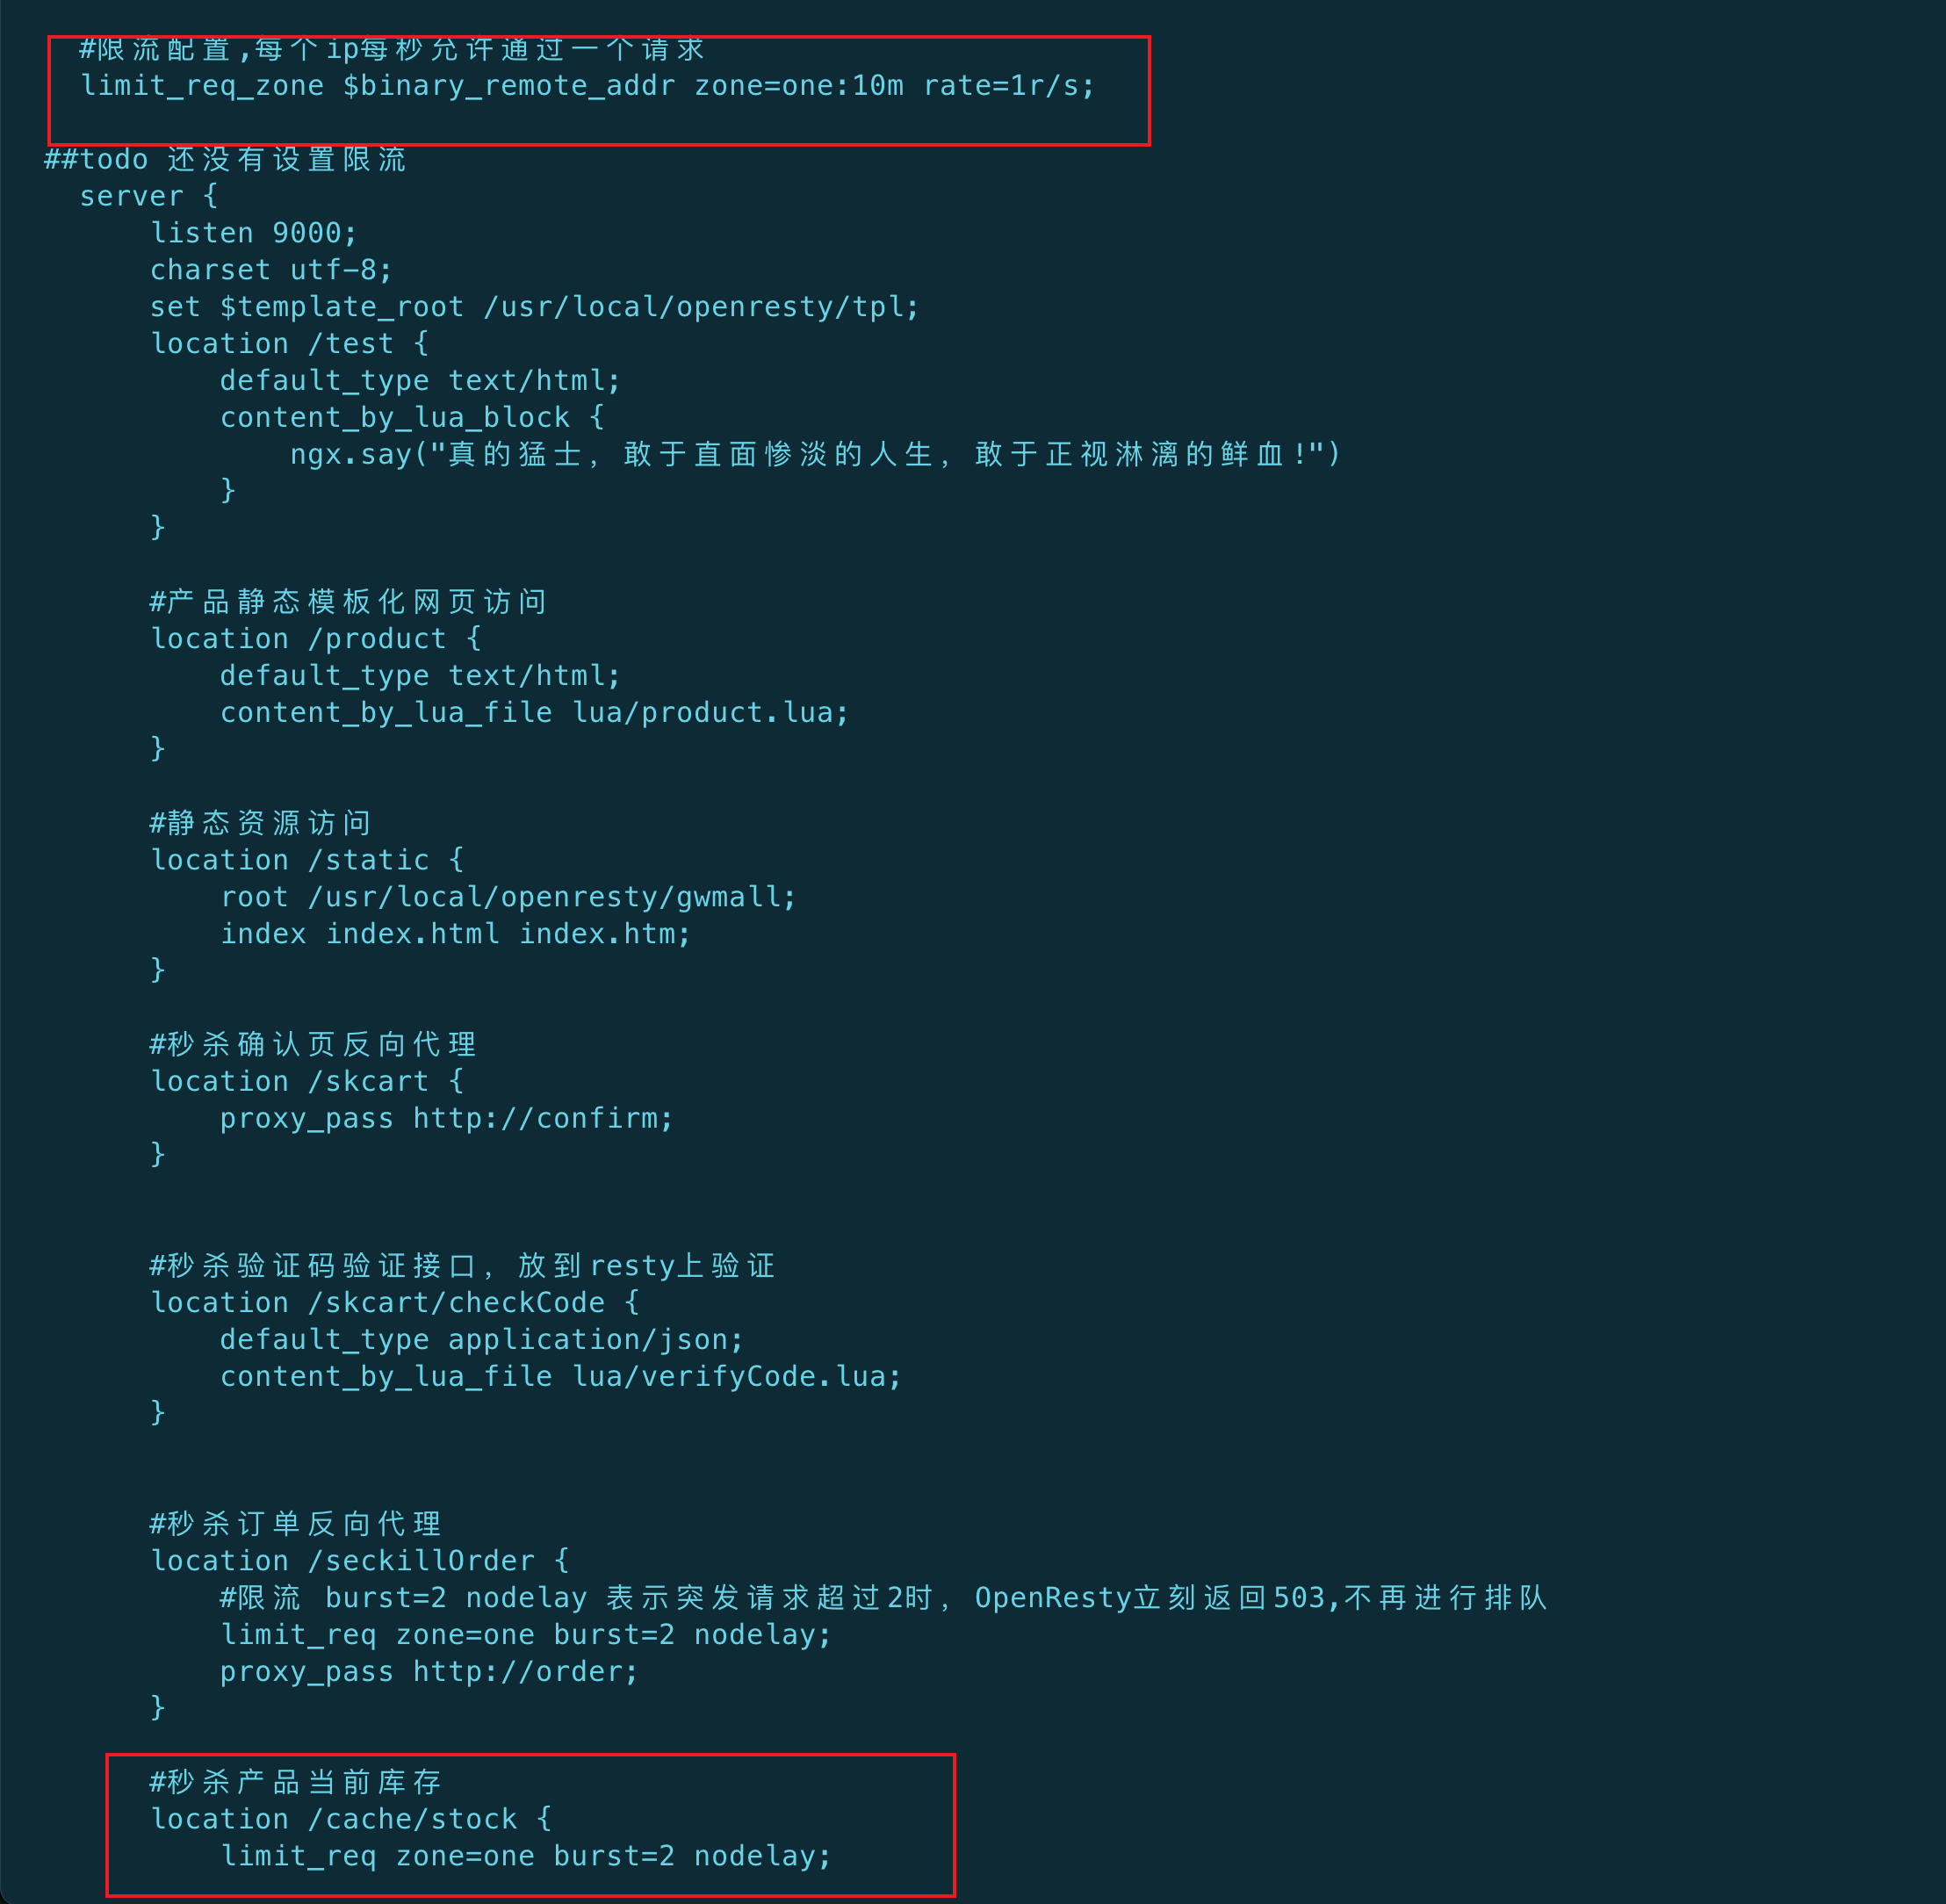 #限流配置,每个ip每秒允许通过一个请求
limit_req_zone $binary_remote_addr zone=one:10m rate=1r/s;
##todo 还没有设置限流
server {
listen 9000;
charset utf-8;
set $template_root /usr/local/openresty/tpl;
location /test {
default_type text/html;
content_by_lua_block {
ngx.say("真的猛士，敢于直面惨淡的人生，敢于正视淋漓的鲜血!")
}
}
#产品静态模板化网页访问
location /product {
default_type text/html;
content_by_lua_file lua/product.lua;
}
#静态资源访问
location /static {
root /usr/local/openresty/gwmall;
index index.html index.htm;
}
#秒杀确认页反向代理
location /skcart {
proxy_pass http://confirm;
}
#秒杀验证码验证接口，放到resty上验证
location /skcart/checkCode {
default_type application/json;
content_by_lua_file lua/verifyCode.lua;
}
#秒杀订单反向代理
location /seckillOrder {
#限流 burst=2 nodelay 表示突发请求超过2时，OpenResty立刻返回503,不再进行排队
limit_req zone=one burst=2 nodelay;
proxy_pass http://order;
}
#秒杀产品当前库存
location /cache/stock {
limit_req zone=one burst=2 nodelay;